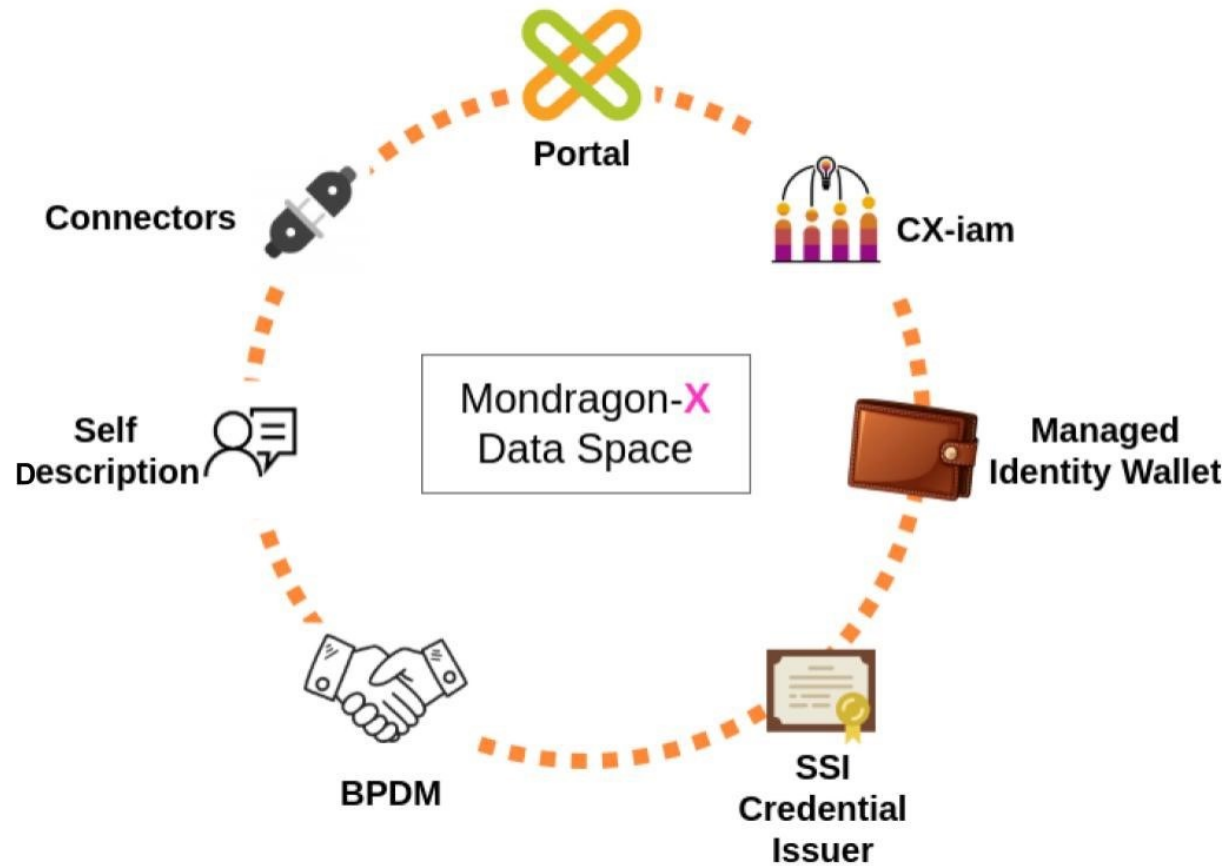 Portal
Connectors
CX-iam
Mondragon-X
Data Space
Self
Description
Managed
Identity Wallet
BPDM
SSI
Credential
Issuer